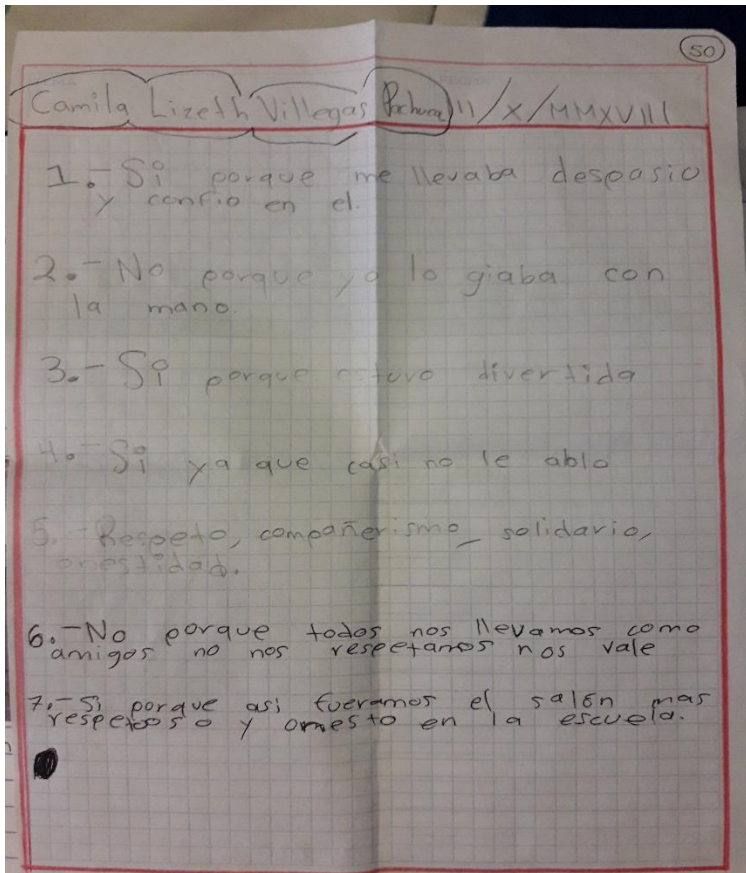 50
Camila Lizeth Villegas Pachuca 11/X/MMXVIII
1.- Si porque me llevaba despasio
y confio en el.
2.- No porque yo lo giaba con
la mano.
3.- Si porque estuvo divertida
4.- Si ya que casi no le ablo
5.- Respeto, compañerismo, solidario,
onestidad.
6.- No porque todos nos llevamos como
amigos no nos respetamos nos vale
7.- Si porque asi fueramos el salón mas
respetooso y omesto en la escuela.